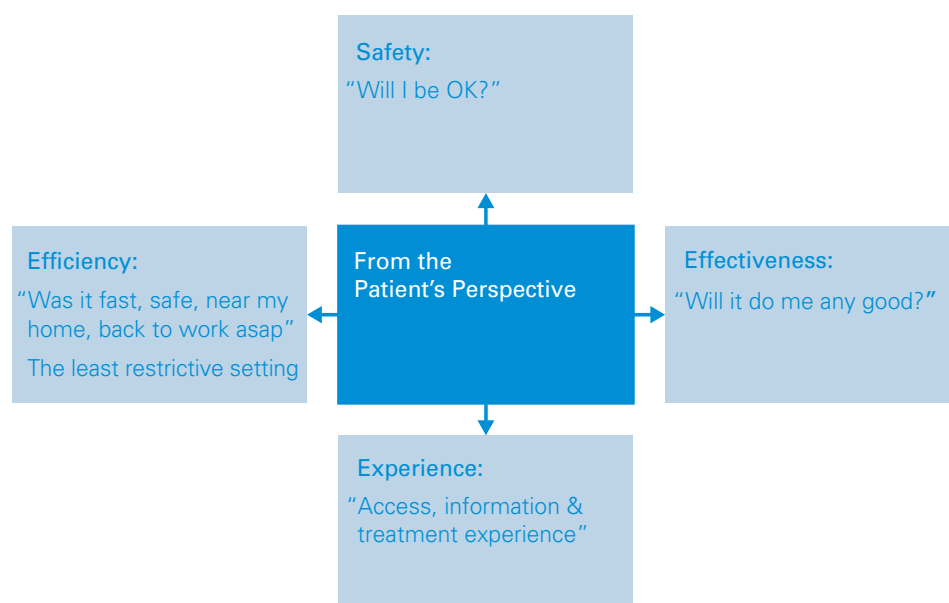 Safety:
“Will I be OK?”
Efficiency:
“Was it fast, safe, near my
home, back to work asap”
The least restrictive setting
From the
Patient’s Perspective
Effectiveness:
“Will it do me any good?”
Experience:
“Access, information &
treatment experience”